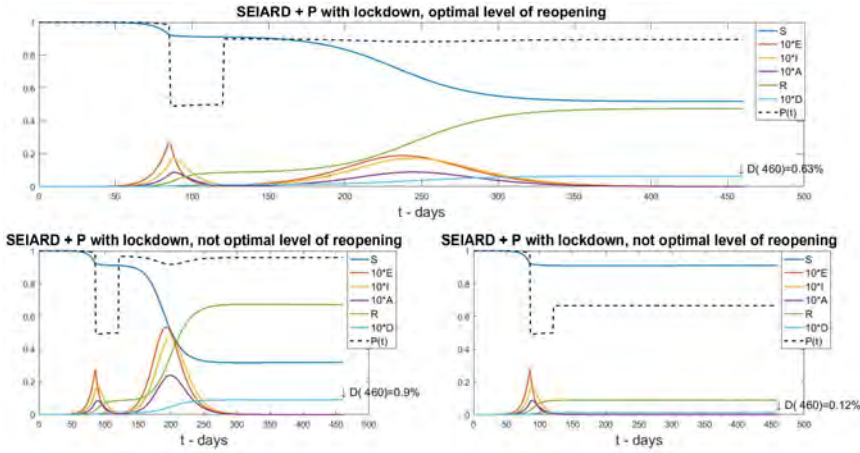 SEIARD + P with lockdown, optimal level of reopening
1
0.8
0.6
0.4
0.2
0
0 50 100 150 200 250 300 350 400 450 500
t - days
S
10*E
10*I
10*A
R
10*D
P(t)
↓ D( 460)=0.63%
SEIARD + P with lockdown, not optimal level of reopening
1
0.8
0.6
0.4
0.2
0
0 50 100 150 200 250 300 350 400 450 500
t - days
S
10*E
10*I
10*A
R
10*D
P(t)
↓ D( 460)=0.9%
SEIARD + P with lockdown, not optimal level of reopening
1
0.8
0.6
0.4
0.2
0
0 50 100 150 200 250 300 350 400 450 500
t - days
S
10*E
10*I
10*A
R
10*D
P(t)
↓ D( 460)=0.12%